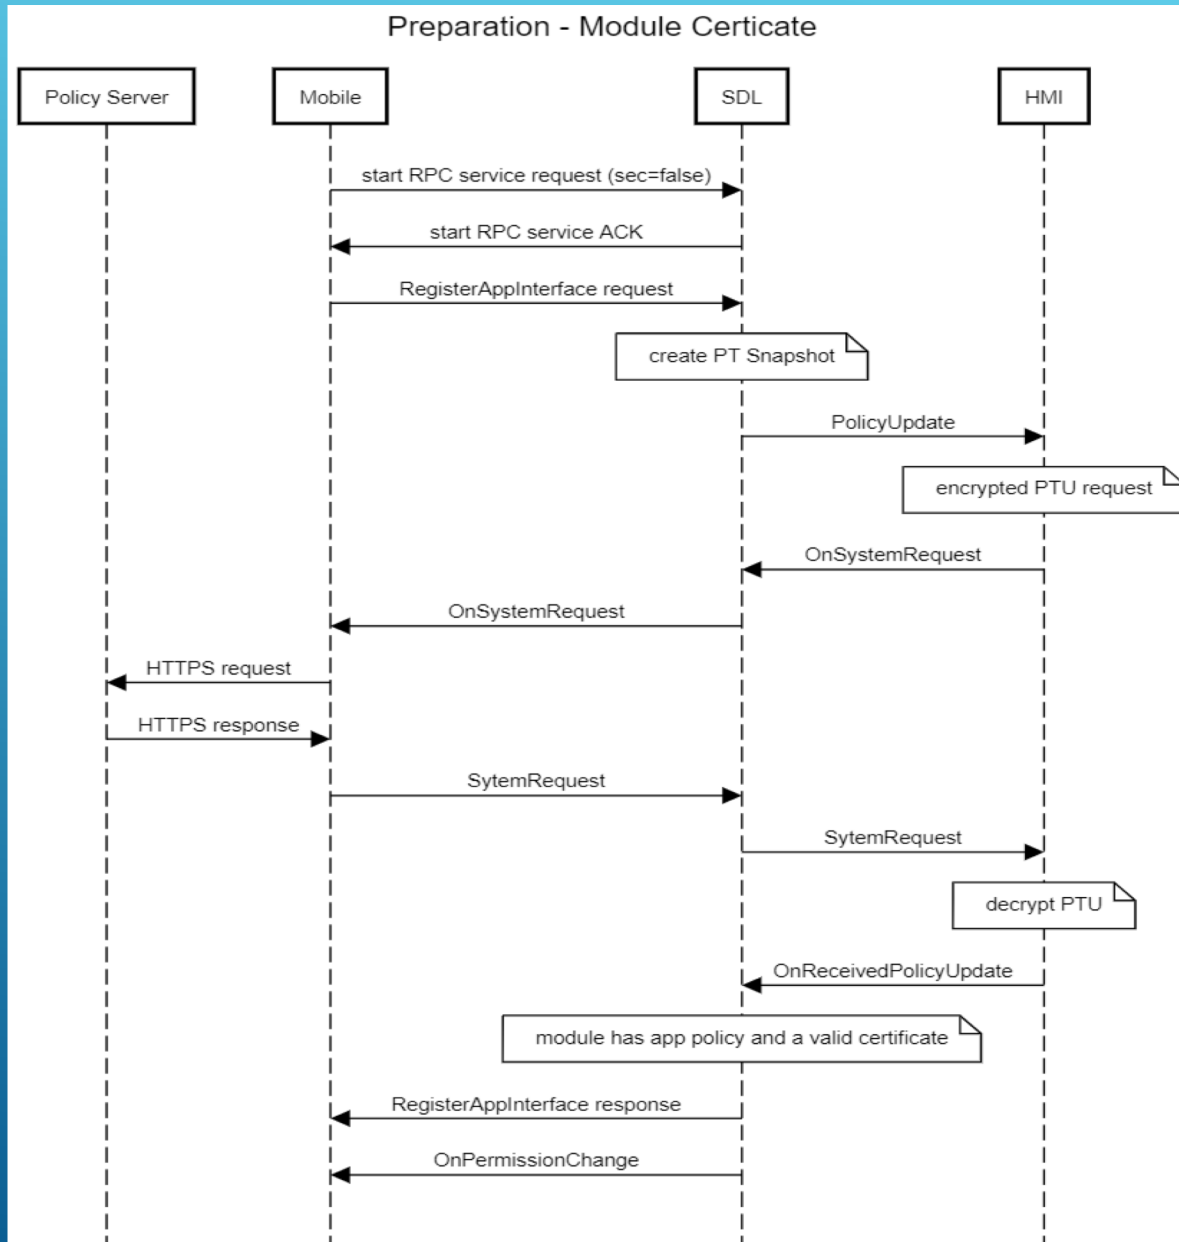 Preparation - Module Certicate
Policy Server
Mobile
SDL
HMI
start RPC service request (sec=false)
start RPC service ACK
RegisterAppInterface request
create PT Snapshot
PolicyUpdate
encrypted PTU request
OnSystemRequest
OnSystemRequest
HTTPS request
HTTPS response
SytemRequest
SytemRequest
decrypt PTU
OnReceivedPolicyUpdate
module has app policy and a valid certificate
RegisterAppInterface response
OnPermissionChange